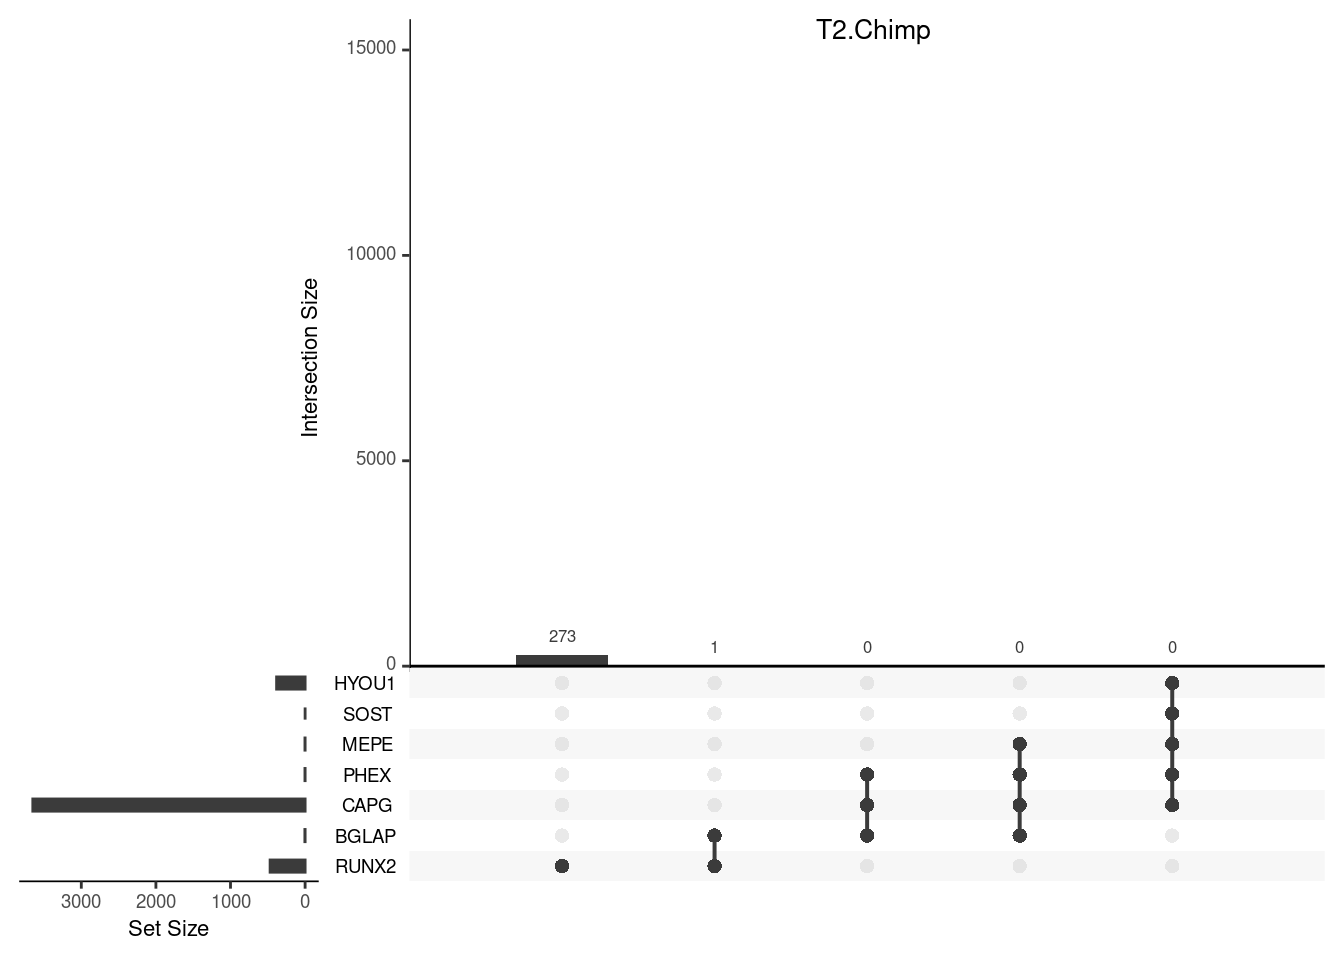 T2.Chimp
15000
10000
5000
0
Intersection Size
273
1
0
0
0
HYOU1
SOST
MEPE
PHEX
CAPG
BGLAP
RUNX2
3000 2000 1000 0
Set Size